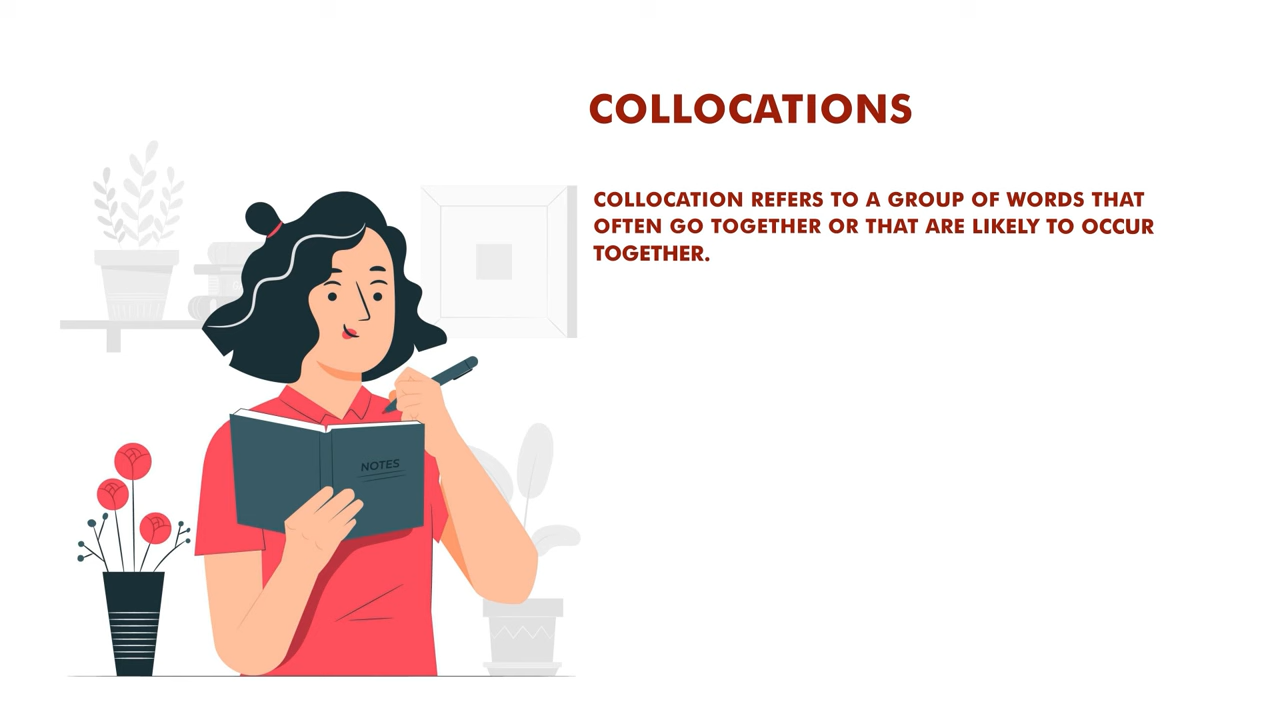 COLLOCATIONS
COLLOCATION REFERS TO A GROUP OF WORDS THAT
OFTEN GO TOGETHER OR THAT ARE LIKELY TO OCCUR
TOGETHER.
NOTES